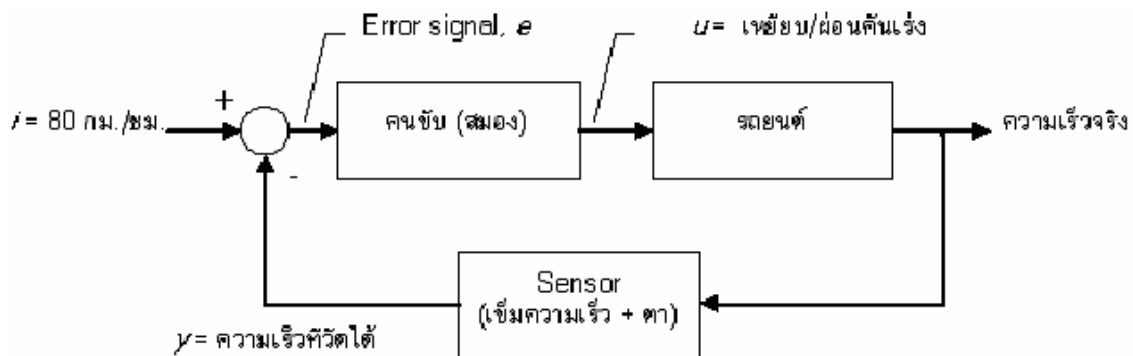 Error signal, e
u = เหยียบ/ผ่อนคันเร่ง
+
r = 80 กม./ชม.
คนขับ (สมอง)
รถยนต์
ความเร็วจริง
-
Sensor
(เข็มความเร็ว + ตา)
y = ความเร็วที่วัดได้